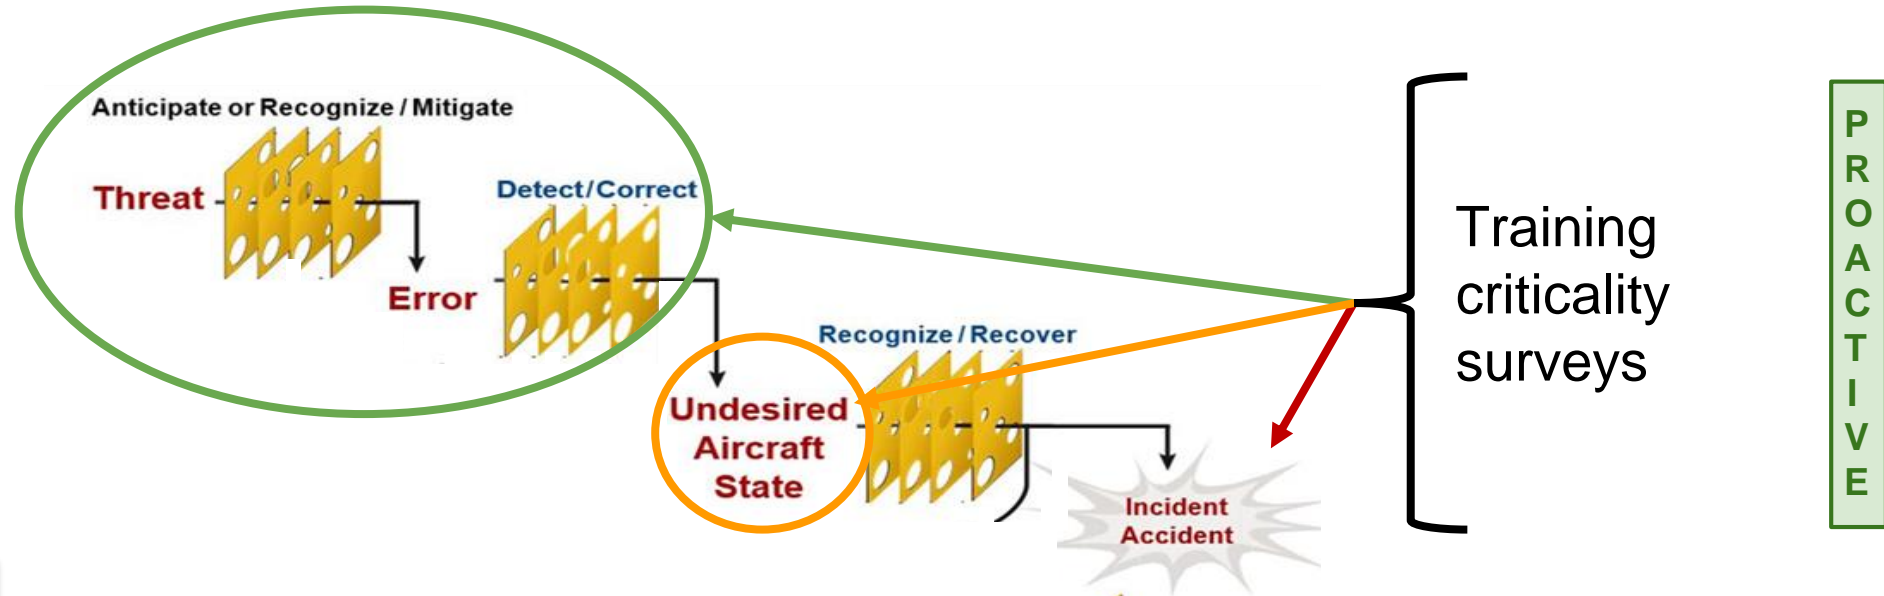 Anticipate or Recognize / Mitigate
Threat
Detect/Correct
Error
Recognize / Recover
Undesired
Aircraft
State
Incident
Accident
Training
criticality
surveys
P
R
O
A
C
T
I
V
E